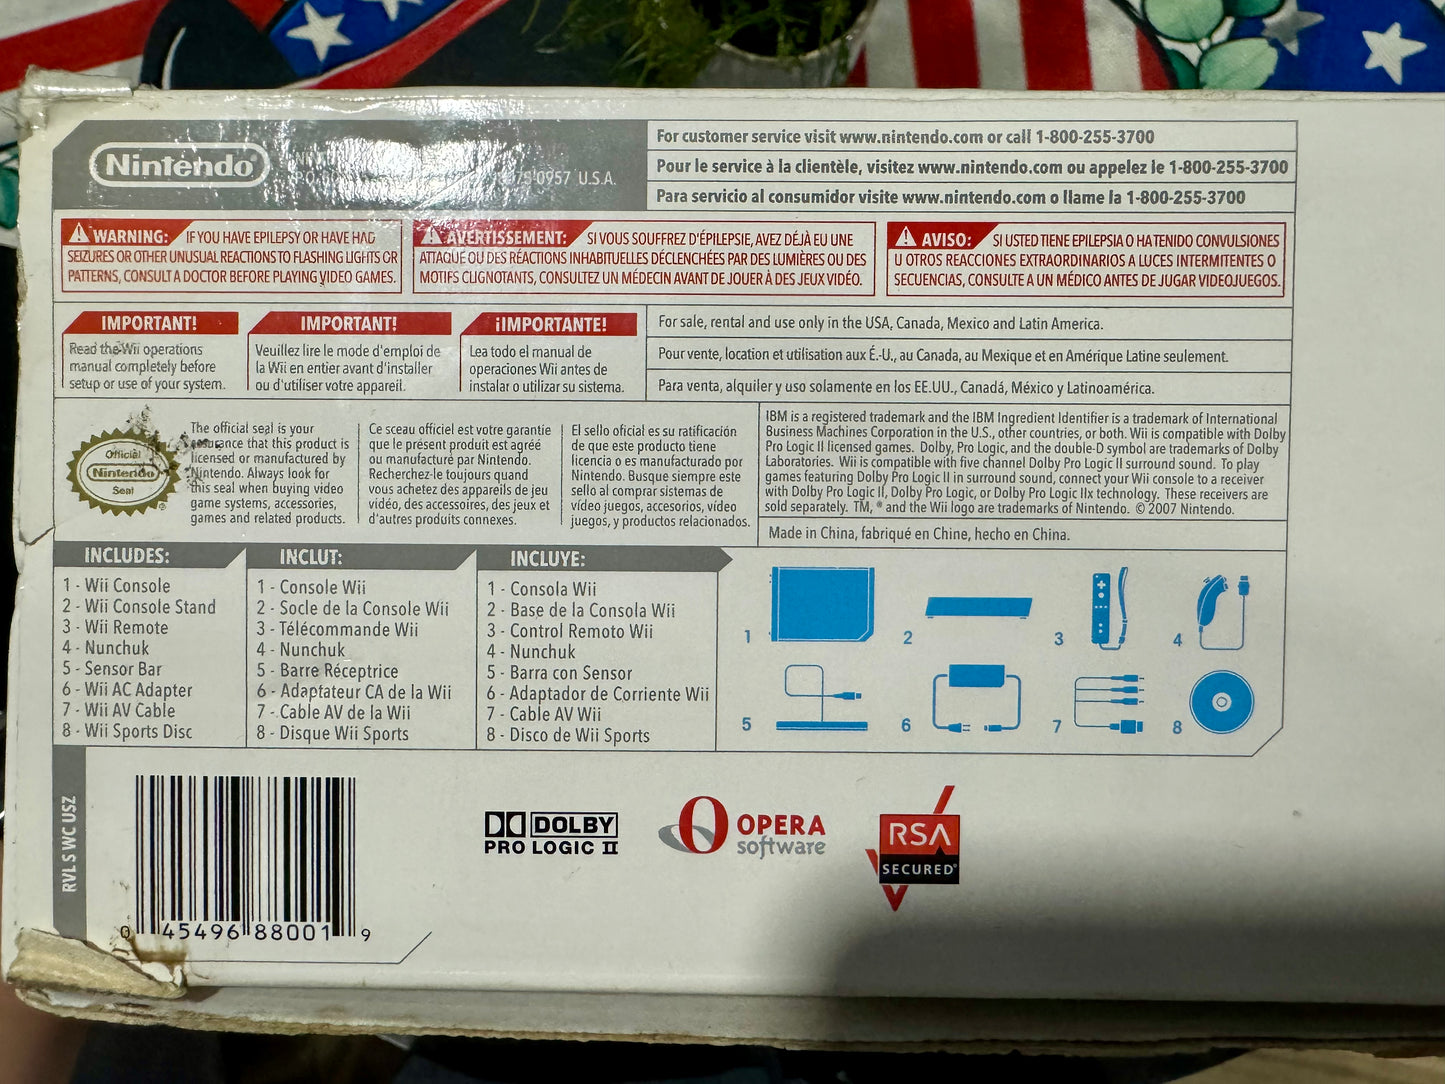 Nintendo®
0957 U.S.A.
For customer service visit www.nintendo.com or call 1-800-255-3700
Pour le service à la clientèle, visitez www.nintendo.com ou appelez le 1-800-255-3700
Para servicio al consumidor visite www.nintendo.com o llame la 1-800-255-3700
WARNING: IF YOU HAVE EPILEPSY OR HAVE HAD
SEIZURES OR OTHER UNUSUAL REACTIONS TO FLASHING LIGHTS OR
PATTERNS, CONSULT A DOCTOR BEFORE PLAYING VIDEO GAMES.
AVERTISSEMENT: SI VOUS SOUFFREZ D'ÉPILEPSIE, AVEZ DÉJÀ EU UNE
ATTAQUE OU DES RÉACTIONS INHABITUELLES DÉCLENCHÉES PAR DES LUMIÈRES OU DES
MOTIFS CLIGNOTANTS, CONSULTEZ UN MÉDECIN AVANT DE JOUER À DES JEUX VIDÉO.
AVISO: SI USTED TIENE EPILEPSIA O HA TENIDO CONVULSIONES
U OTROS REACCIONES EXTRAORDINARIOS A LUCES INTERMITENTES O
SECUENCIAS, CONSULTE A UN MÉDICO ANTES DE JUGAR VIDEOJUEGOS.
IMPORTANT!
Read the Wii operations
manual completely before
setup or use of your system.
IMPORTANT!
Veuillez lire le mode d'emploi de
la Wii en entier avant d'installer
ou d'utiliser votre appareil.
¡IMPORTANTE!
Lea todo el manual de
operaciones Wii antes de
instalar o utilizar su sistema.
For sale, rental and use only in the USA, Canada, Mexico and Latin America.
Pour vente, location et utilisation aux É.-U., au Canada, au Mexique et en Amérique Latine seulement.
Para venta, alquiler y uso solamente en los EE.UU., Canadá, México y Latinoamérica.
Official
Nintendo
Seal
®
The official seal is your
assurance that this product is
licensed or manufactured by
Nintendo. Always look for
this seal when buying video
game systems, accessories,
games and related products.
Ce sceau officiel est votre garantie
que le présent produit est agréé
ou manufacturé par Nintendo.
Recherchez-le toujours quand
vous achetez des appareils de jeu
vidéo, des accessoires, des jeux et
d'autres produits connexes.
El sello oficial es su ratificación
de que este producto tiene
licencia o es manufacturado por
Nintendo. Busque siempre este
sello al comprar sistemas de
vídeo juegos, accesorios, vídeo
juegos, y productos relacionados.
IBM is a registered trademark and the IBM Ingredient Identifier is a trademark of International
Business Machines Corporation in the U.S., other countries, or both. Wii is compatible with Dolby
Pro Logic II licensed games. Dolby, Pro Logic, and the double-D symbol are trademarks of Dolby
Laboratories. Wii is compatible with five channel Dolby Pro Logic II surround sound. To play
games featuring Dolby Pro Logic II in surround sound, connect your Wii console to a receiver
with Dolby Pro Logic II, Dolby Pro Logic, or Dolby Pro Logic IIx technology. These receivers are
sold separately. TM, ® and the Wii logo are trademarks of Nintendo. © 2007 Nintendo.
Made in China, fabriqué en Chine, hecho en China.
INCLUDES:
1 - Wii Console
2 - Wii Console Stand
3 - Wii Remote
4 - Nunchuk
5 - Sensor Bar
6 - Wii AC Adapter
7 - Wii AV Cable
8 - Wii Sports Disc
INCLUT:
1 - Console Wii
2 - Socle de la Console Wii
3 - Télécommande Wii
4 - Nunchuk
5 - Barre Réceptrice
6 - Adaptateur CA de la Wii
7 - Cable AV de la Wii
8 - Disque Wii Sports
INCLUYE:
1 - Consola Wii
2 - Base de la Consola Wii
3 - Control Remoto Wii
4 - Nunchuk
5 - Barra con Sensor
6 - Adaptador de Corriente Wii
7 - Cable AV Wii
8 - Disco de Wii Sports
1
2
3
4
5
6
7
8
RVL S WC USZ
0 45496 88001 9
DOLBY
PRO LOGIC II
OPERA
software
RSA
SECURED®